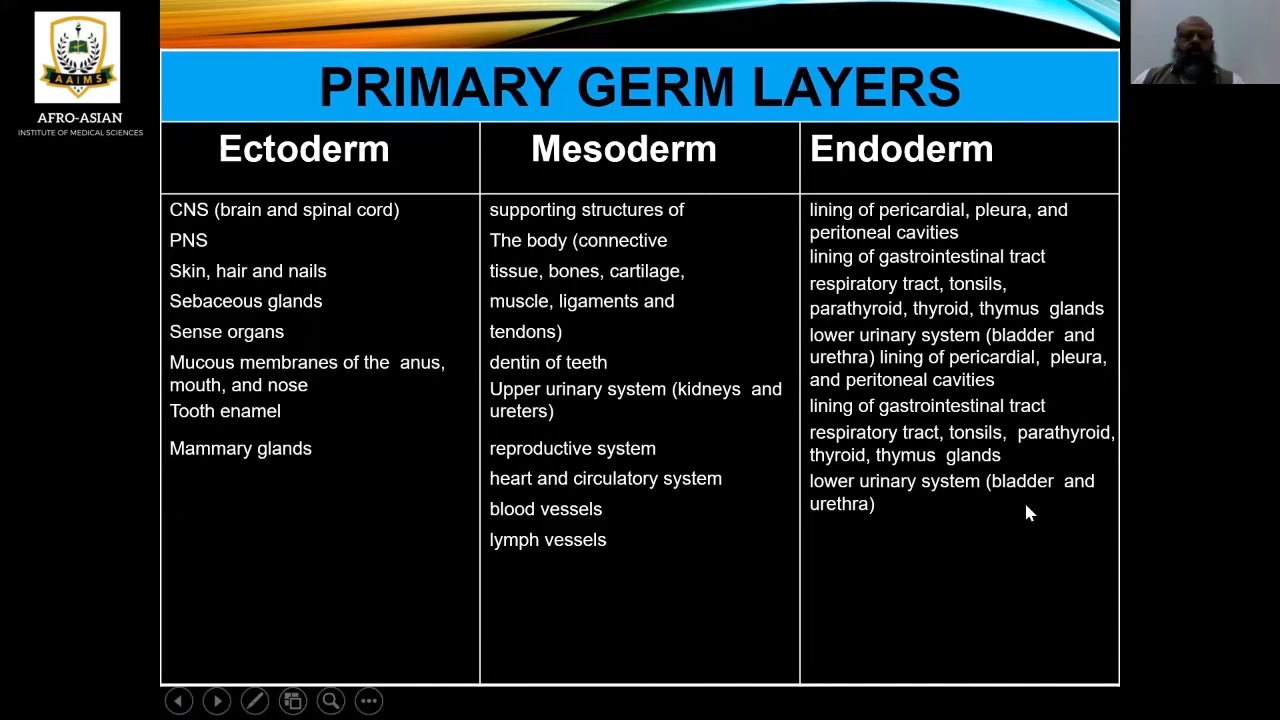 AAIMS
AFRO-ASIAN
INSTITUTE OF MEDICAL SCIENCES
PRIMARY GERM LAYERS
Ectoderm
CNS (brain and spinal cord)
PNS
Skin, hair and nails
Sebaceous glands
Sense organs
Mucous membranes of the anus,
mouth, and nose
Tooth enamel
Mammary glands
Mesoderm
supporting structures of
The body (connective
tissue, bones, cartilage,
muscle, ligaments and
tendons)
dentin of teeth
Upper urinary system (kidneys and
ureters)
reproductive system
heart and circulatory system
blood vessels
lymph vessels
Endoderm
lining of pericardial, pleura, and
peritoneal cavities
lining of gastrointestinal tract
respiratory tract, tonsils,
parathyroid, thyroid, thymus glands
lower urinary system (bladder and
urethra) lining of pericardial, pleura,
and peritoneal cavities
lining of gastrointestinal tract
respiratory tract, tonsils, parathyroid,
thyroid, thymus glands
lower urinary system (bladder and
urethra)